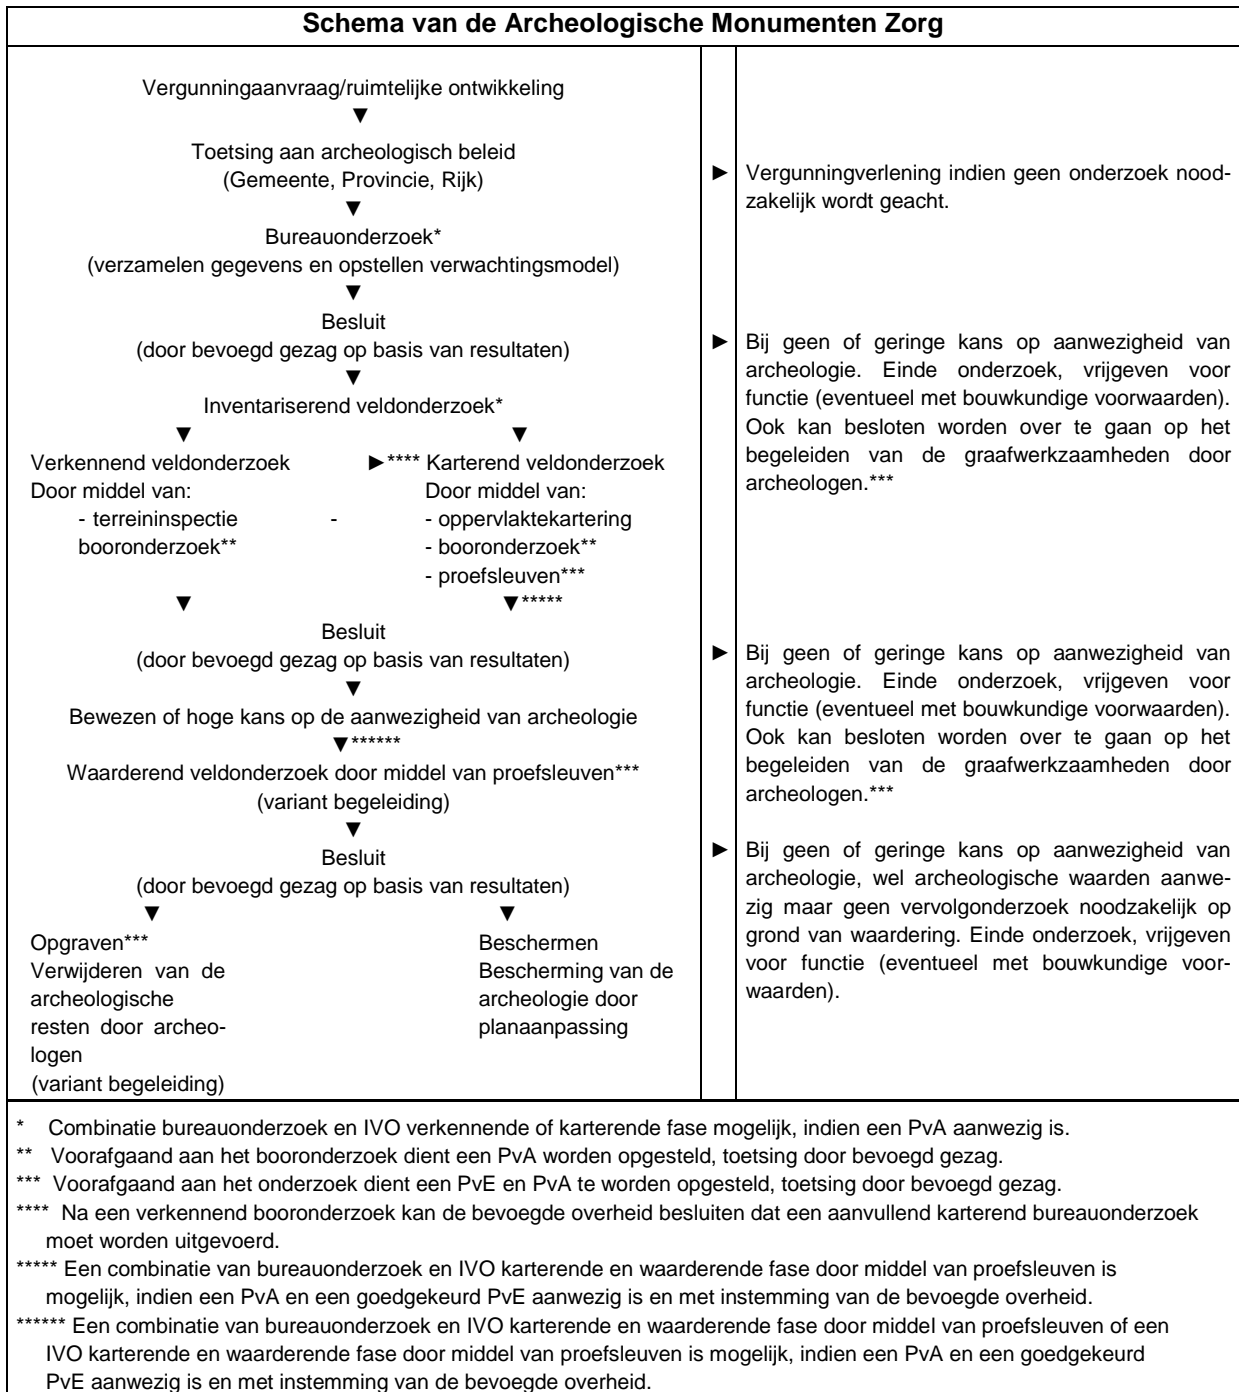 Schema van de Archeologische Monumenten Zorg
Vergunningaanvraag/ruimtelijke ontwikkeling
▼
Toetsing aan archeologisch beleid
(Gemeente, Provincie, Rijk)
▼
Bureauonderzoek*
(verzamelen gegevens en opstellen verwachtingsmodel)
▼
Besluit
(door bevoegd gezag op basis van resultaten)
▼
Inventariserend veldonderzoek*
▼ ▼
Verkennend veldonderzoek ►**** Karterend veldonderzoek
Door middel van: Door middel van:
- terreininspectie - - oppervlaktekartering
booronderzoek** - booronderzoek**
- proefsleuven***
▼ ▼*****
Besluit
(door bevoegd gezag op basis van resultaten)
▼
Bewezen of hoge kans op de aanwezigheid van archeologie
▼******
Waarderend veldonderzoek door middel van proefsleuven***
(variant begeleiding)
▼
Besluit
(door bevoegd gezag op basis van resultaten)
▼ ▼
Opgraven*** Beschermen
Verwijderen van de Bescherming van de
archeologische archeologie door
resten door archeo- planaanpassing
logen
(variant begeleiding)
► Vergunningverlening indien geen onderzoek nood-
zakelijk wordt geacht.
► Bij geen of geringe kans op aanwezigheid van
archeologie. Einde onderzoek, vrijgeven voor
functie (eventueel met bouwkundige voorwaarden).
Ook kan besloten worden over te gaan op het
begeleiden van de graafwerkzaamheden door
archeologen.***
► Bij geen of geringe kans op aanwezigheid van
archeologie. Einde onderzoek, vrijgeven voor
functie (eventueel met bouwkundige voorwaarden).
Ook kan besloten worden over te gaan op het
begeleiden van de graafwerkzaamheden door
archeologen.***
► Bij geen of geringe kans op aanwezigheid van
archeologie, wel archeologische waarden aanwe-
zig maar geen vervolgonderzoek noodzakelijk op
grond van waardering. Einde onderzoek, vrijgeven
voor functie (eventueel met bouwkundige voor-
waarden).
* Combinatie bureauonderzoek en IVO verkennende of karterende fase mogelijk, indien een PvA aanwezig is.
** Voorafgaand aan het booronderzoek dient een PvA worden opgesteld, toetsing door bevoegd gezag.
*** Voorafgaand aan het onderzoek dient een PvE en PvA te worden opgesteld, toetsing door bevoegd gezag.
**** Na een verkennend booronderzoek kan de bevoegde overheid besluiten dat een aanvullend karterend bureauonderzoek
moet worden uitgevoerd.
***** Een combinatie van bureauonderzoek en IVO karterende en waarderende fase door middel van proefsleuven is
mogelijk, indien een PvA en een goedgekeurd PvE aanwezig is en met instemming van de bevoegde overheid.
****** Een combinatie van bureauonderzoek en IVO karterende en waarderende fase door middel van proefsleuven of een
IVO karterende en waarderende fase door middel van proefsleuven is mogelijk, indien een PvA en een goedgekeurd
PvE aanwezig is en met instemming van de bevoegde overheid.